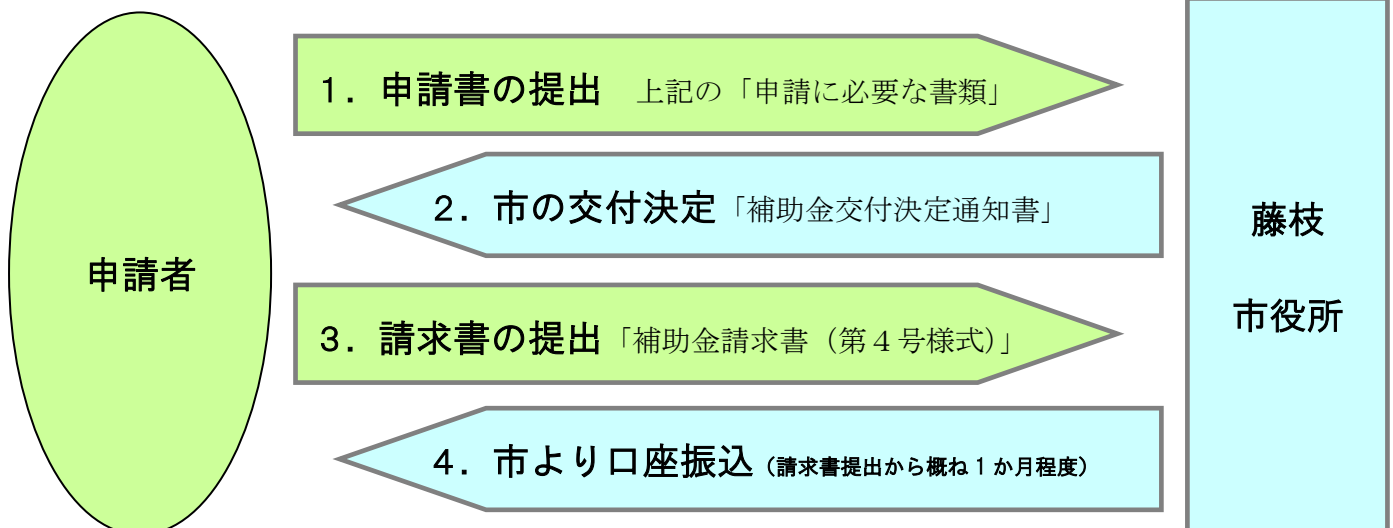 申請者
１．申請書の提出　上記の「申請に必要な書類」
２．市の交付決定「補助金交付決定通知書」
３．請求書の提出「補助金請求書（第４号様式）」
４．市より口座振込（請求書提出から概ね１か月程度）
藤枝
市役所